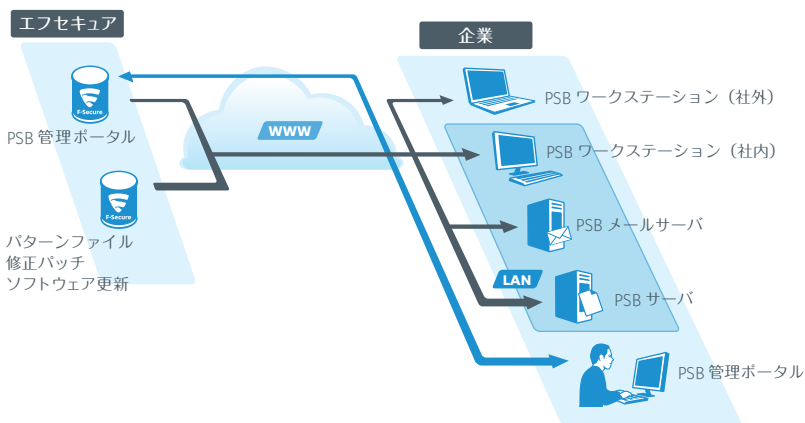 エフセキュア
企業
F-Secure
PSB 管理ポータル
WWW
PSB ワークステーション（社外）
PSB ワークステーション（社内）
F-Secure
パターンファイル
修正パッチ
ソフトウェア更新
PSB メールサーバ
LAN
PSB サーバ
PSB 管理ポータル